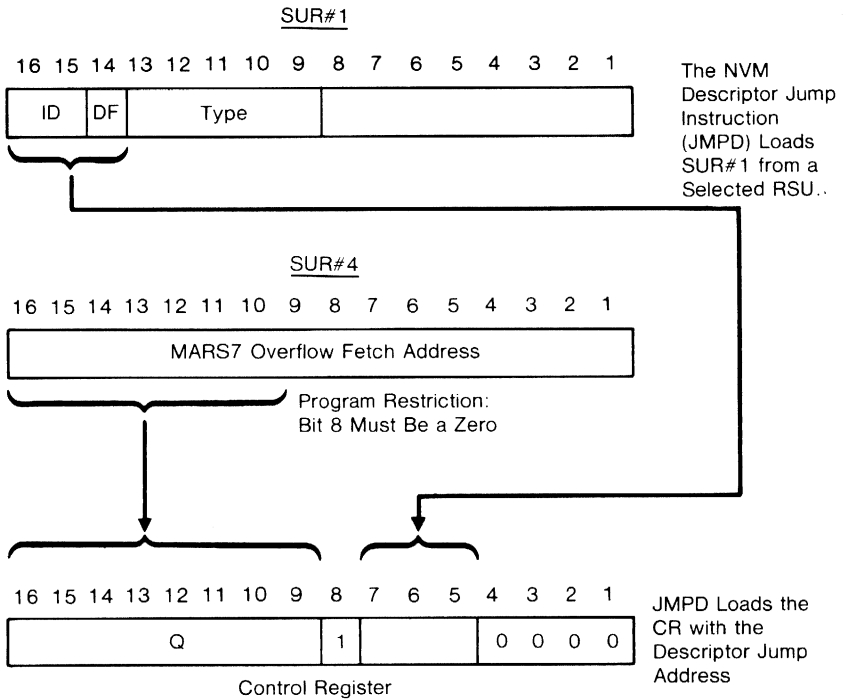 SUR#1
16 15 14 13 12 11 10 9 8 7 6 5 4 3 2 1
ID DF Type
The NVM
Descriptor Jump
Instruction
(JMPD) Loads
SUR#1 from a
Selected RSU..
SUR#4
16 15 14 13 12 11 10 9 8 7 6 5 4 3 2 1
MARS7 Overflow Fetch Address
Program Restriction:
Bit 8 Must Be a Zero
16 15 14 13 12 11 10 9 8 7 6 5 4 3 2 1
Q 1 0 0 0 0
Control Register
JMPD Loads the
CR with the
Descriptor Jump
Address